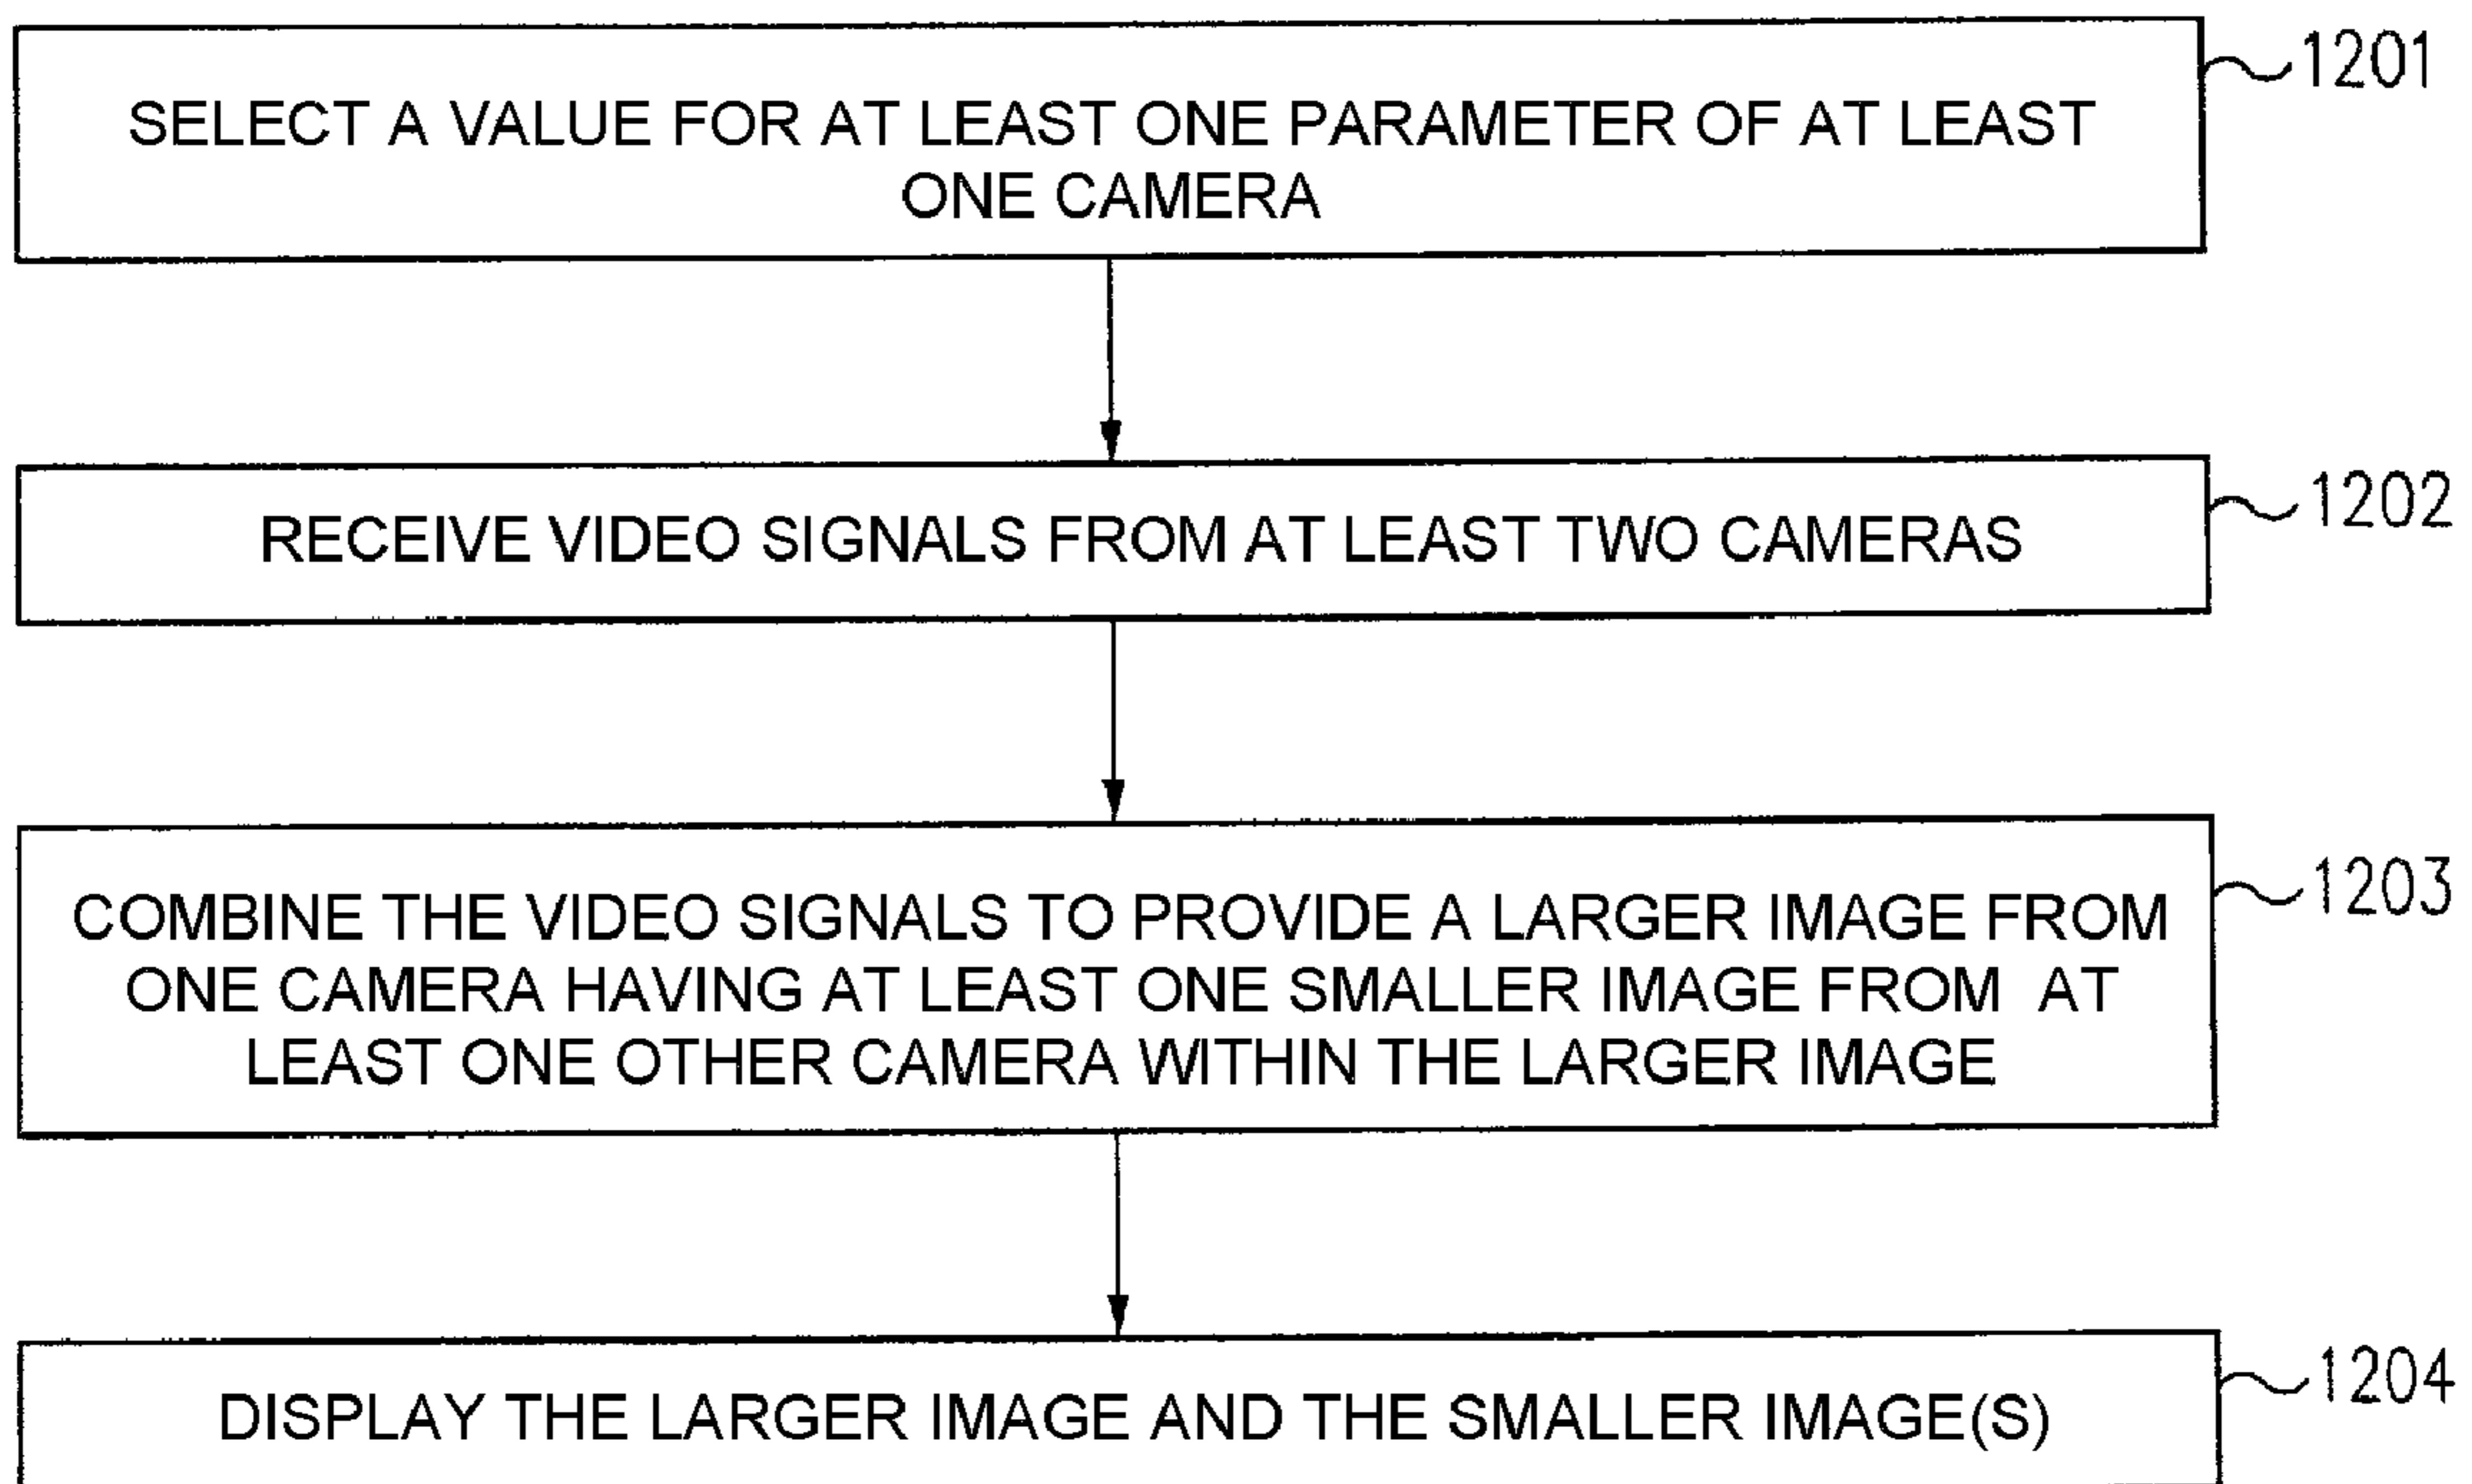 1201
SELECT A VALUE FOR AT LEAST ONE PARAMETER OF AT LEAST
ONE CAMERA
1202
RECEIVE VIDEO SIGNALS FROM AT LEAST TWO CAMERAS
1203
COMBINE THE VIDEO SIGNALS TO PROVIDE A LARGER IMAGE FROM
ONE CAMERA HAVING AT LEAST ONE SMALLER IMAGE FROM AT
LEAST ONE OTHER CAMERA WITHIN THE LARGER IMAGE
1204
DISPLAY THE LARGER IMAGE AND THE SMALLER IMAGE(S)